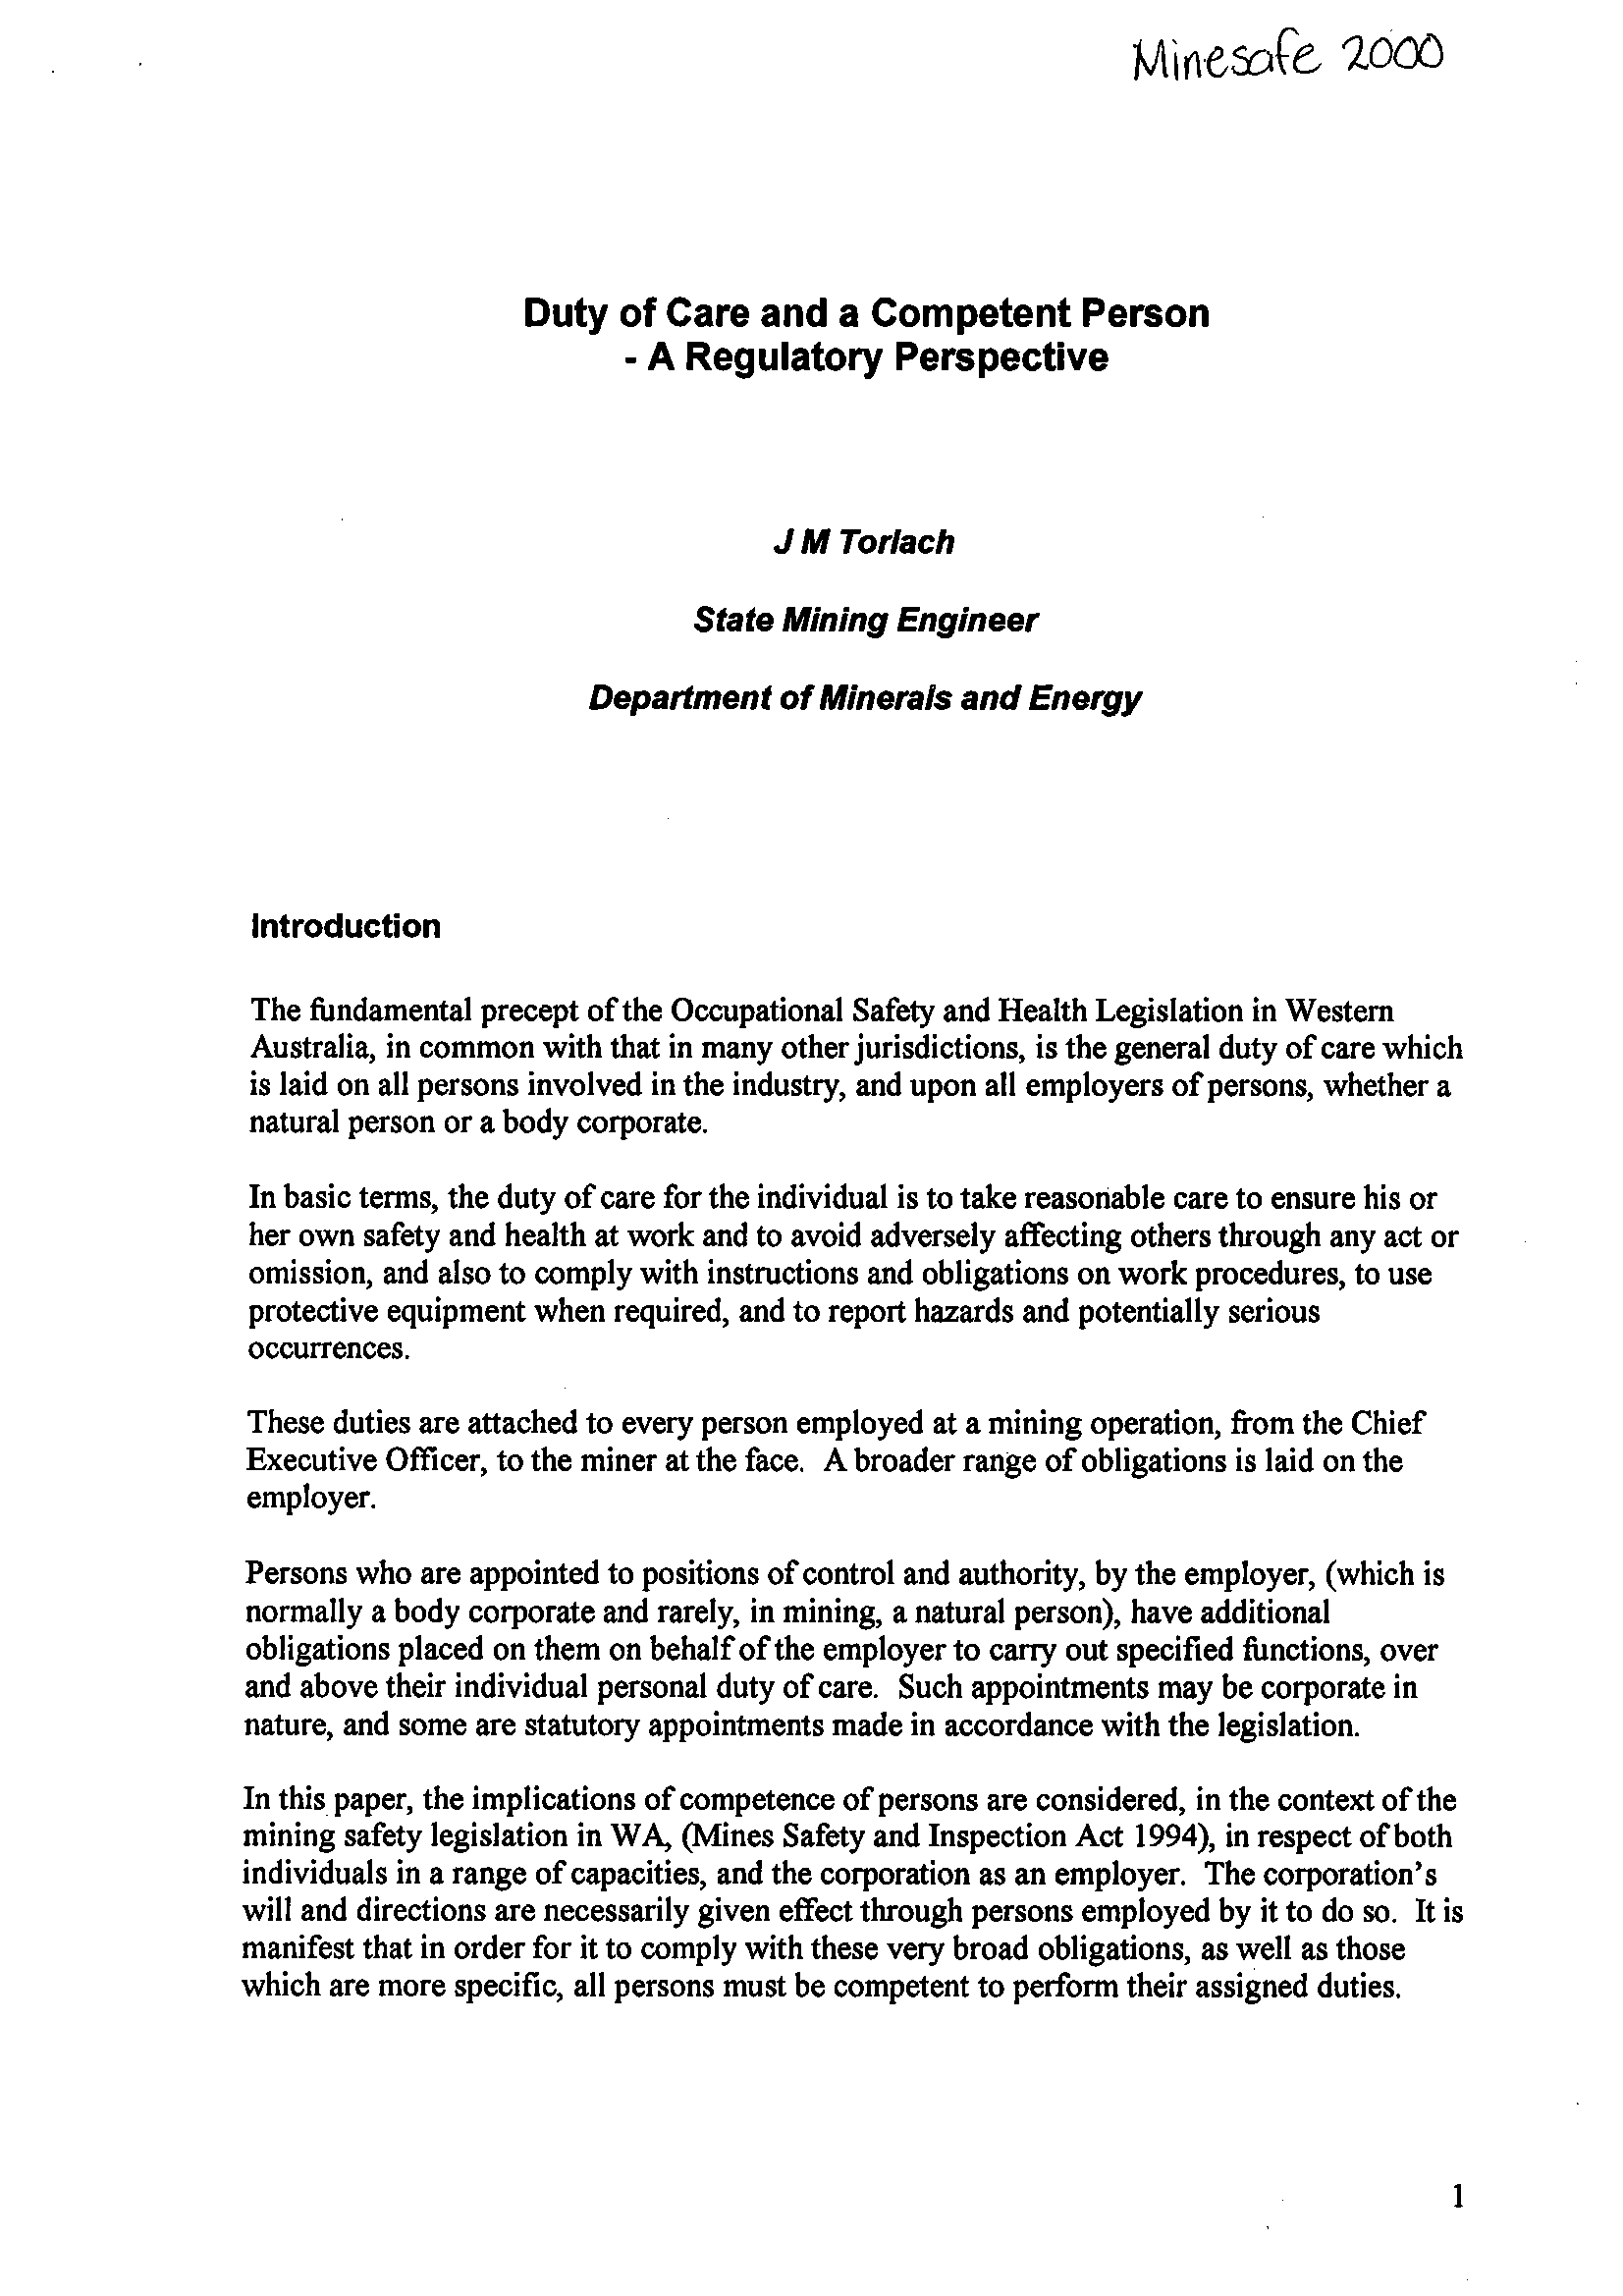 Minesafe 2000
Duty of Care and a Competent Person
- A Regulatory Perspective
J M Torlach
State Mining Engineer
Department of Minerals and Energy
Introduction
The fundamental precept of the Occupational Safety and Health Legislation in Western
Australia, in common with that in many other jurisdictions, is the general duty of care which
is laid on all persons involved in the industry, and upon all employers of persons, whether a
natural person or a body corporate.
In basic terms, the duty of care for the individual is to take reasonable care to ensure his or
her own safety and health at work and to avoid adversely affecting others through any act or
omission, and also to comply with instructions and obligations on work procedures, to use
protective equipment when required, and to report hazards and potentially serious
occurrences.
These duties are attached to every person employed at a mining operation, from the Chief
Executive Officer, to the miner at the face. A broader range of obligations is laid on the
employer.
Persons who are appointed to positions of control and authority, by the employer, (which is
normally a body corporate and rarely, in mining, a natural person), have additional
obligations placed on them on behalf of the employer to carry out specified functions, over
and above their individual personal duty of care. Such appointments may be corporate in
nature, and some are statutory appointments made in accordance with the legislation.
In this paper, the implications of competence of persons are considered, in the context of the
mining safety legislation in WA, (Mines Safety and Inspection Act 1994), in respect of both
individuals in a range of capacities, and the corporation as an employer. The corporation's
will and directions are necessarily given effect through persons employed by it to do so. It is
manifest that in order for it to comply with these very broad obligations, as well as those
which are more specific, all persons must be competent to perform their assigned duties.
1